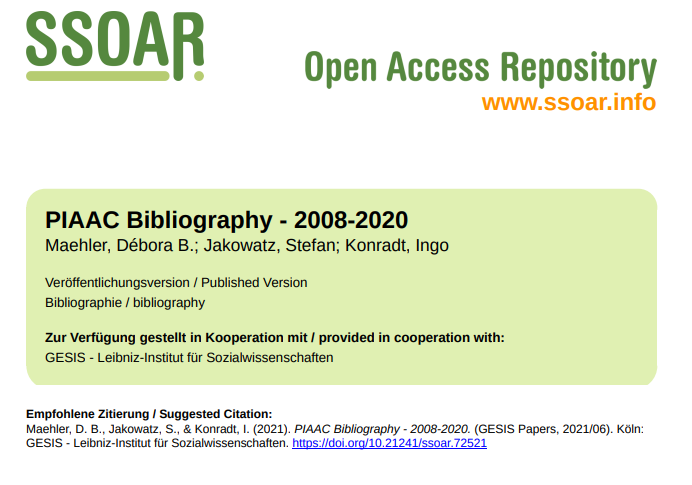 SSOAR
Open Access Repository
www.ssoar.info
PIAAC Bibliography - 2008-2020
Maehler, Débora B.; Jakowatz, Stefan; Konradt, Ingo
Veröffentlichungsversion / Published Version
Bibliographie / bibliography
Zur Verfügung gestellt in Kooperation mit / provided in cooperation with:
GESIS - Leibniz-Institut für Sozialwissenschaften
Empfohlene Zitierung / Suggested Citation:
Maehler, D. B., Jakowatz, S., & Konradt, I. (2021). PIAAC Bibliography - 2008-2020. (GESIS Papers, 2021/06). Köln:
GESIS - Leibniz-Institut für Sozialwissenschaften. https://doi.org/10.21241/ssoar.72521